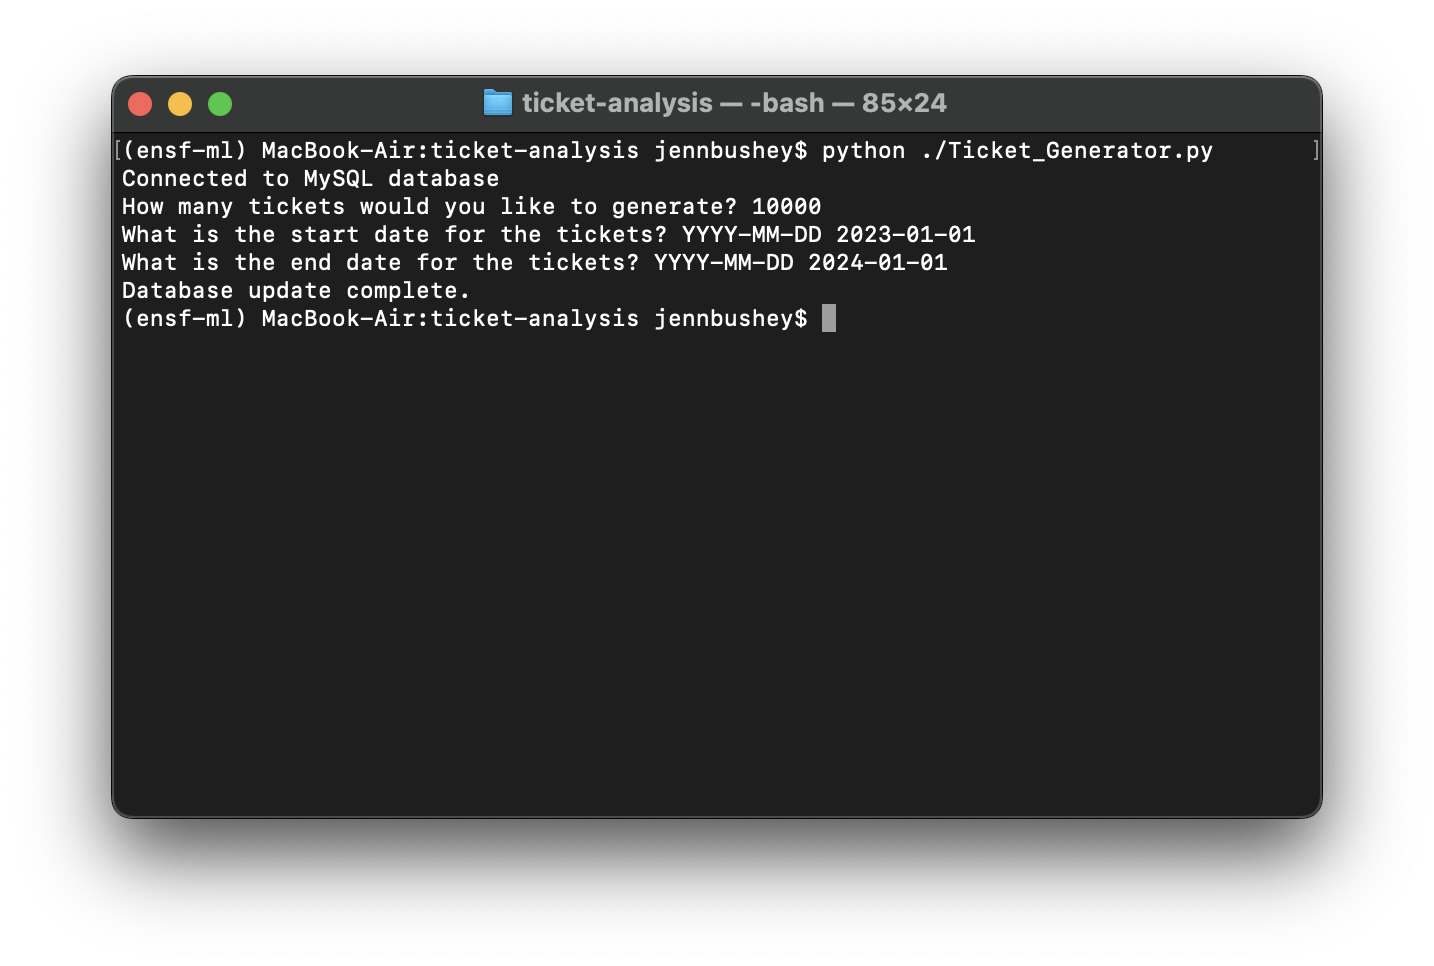 ticket-analysis — -bash — 85×24
[(ensf-ml) MacBook-Air:ticket-analysis jennbushey$ python ./Ticket_Generator.py ]
Connected to MySQL database
How many tickets would you like to generate? 10000
What is the start date for the tickets? YYYY-MM-DD 2023-01-01
What is the end date for the tickets? YYYY-MM-DD 2024-01-01
Database update complete.
(ensf-ml) MacBook-Air:ticket-analysis jennbushey$